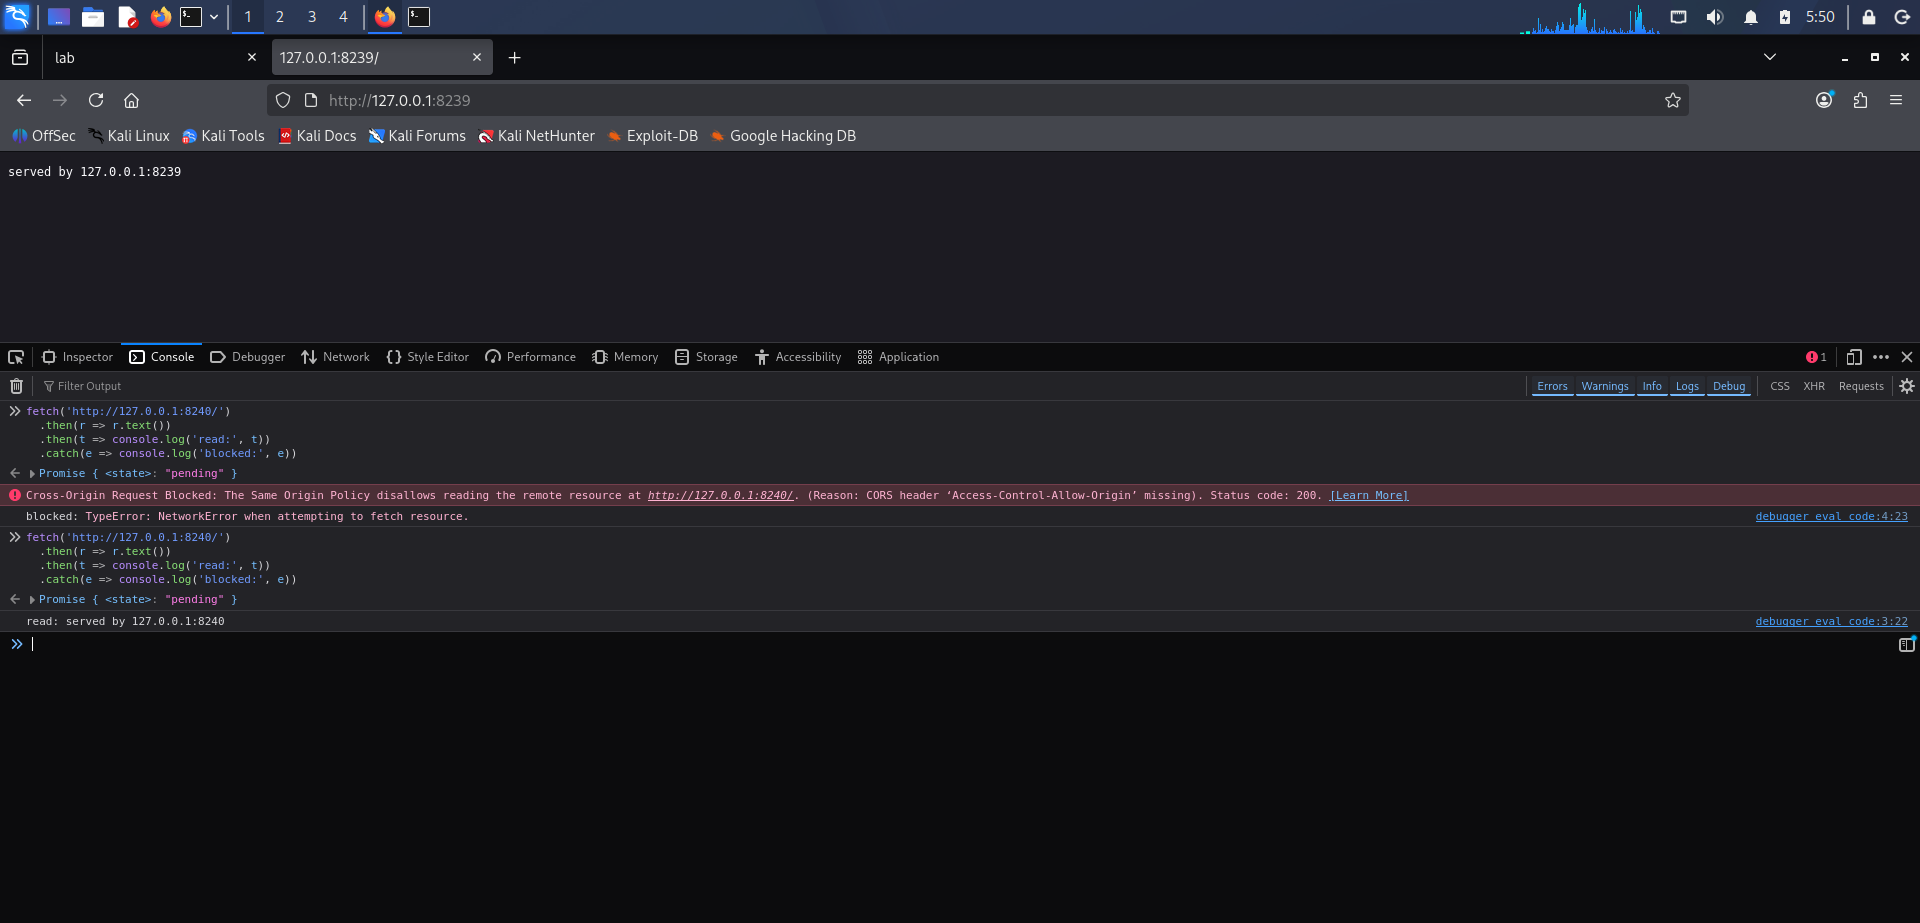 1 2 3 4 5:50
lab 127.0.0.1:8239/
http://127.0.0.1:8239
OffSec Kali Linux Kali Tools Kali Docs Kali Forums Kali NetHunter Exploit-DB Google Hacking DB
served by 127.0.0.1:8239
Inspector Console Debugger Network Style Editor Performance Memory Storage Accessibility Application 1
Filter Output Errors Warnings Info Logs Debug CSS XHR Requests
fetch('http://127.0.0.1:8240/')
.then(r => r.text())
.then(t => console.log('read:', t))
.catch(e => console.log('blocked:', e))
Promise { <state>: "pending" }
Cross-Origin Request Blocked: The Same Origin Policy disallows reading the remote resource at http://127.0.0.1:8240/. (Reason: CORS header ‘Access-Control-Allow-Origin’ missing). Status code: 200. [Learn More]
blocked: TypeError: NetworkError when attempting to fetch resource. debugger eval code:4:23
fetch('http://127.0.0.1:8240/')
.then(r => r.text())
.then(t => console.log('read:', t))
.catch(e => console.log('blocked:', e))
Promise { <state>: "pending" }
read: served by 127.0.0.1:8240 debugger eval code:3:22